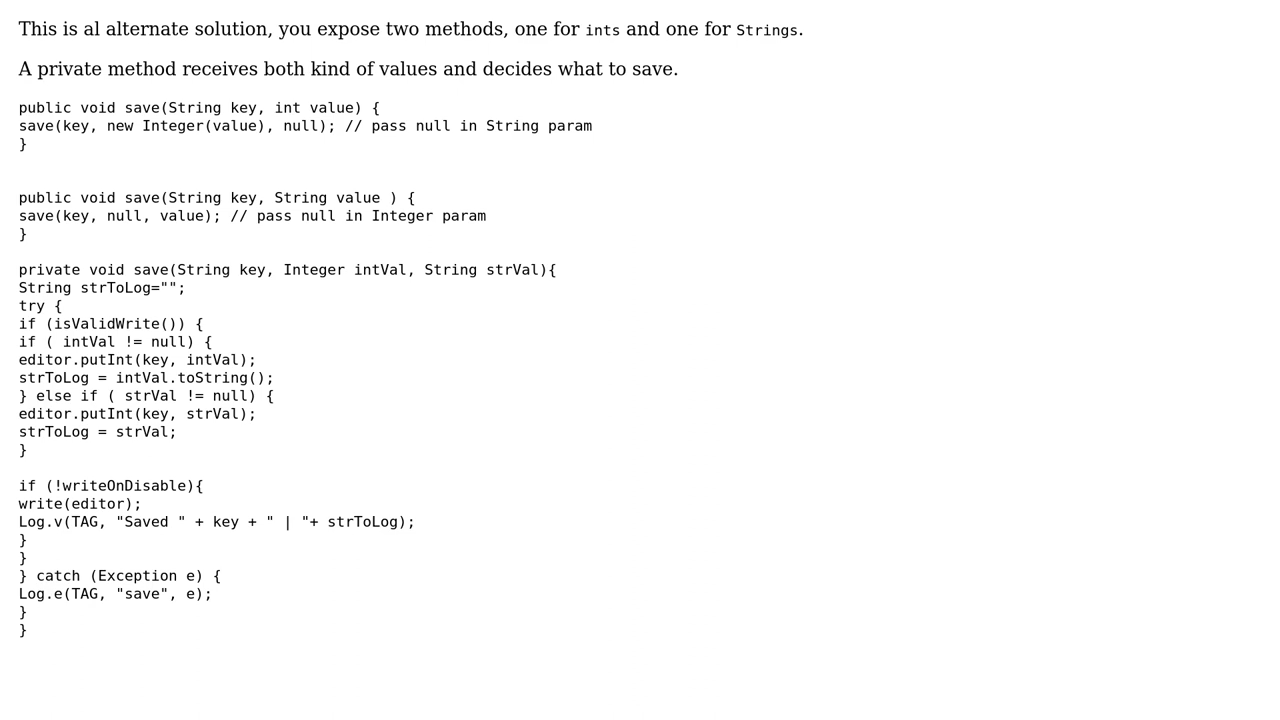 This is al alternate solution, you expose two methods, one for ints and one for Strings.
A private method receives both kind of values and decides what to save.
public void save(String key, int value) {
save(key, new Integer(value), null); // pass null in String param
}
public void save(String key, String value ) {
save(key, null, value); // pass null in Integer param
}
private void save(String key, Integer intVal, String strVal){
String strToLog="";
try {
if (isValidWrite()) {
if ( intVal != null) {
editor.putInt(key, intVal);
strToLog = intVal.toString();
} else if ( strVal != null) {
editor.putInt(key, strVal);
strToLog = strVal;
}
if (!writeOnDisable){
write(editor);
Log.v(TAG, "Saved " + key + " | "+ strToLog);
}
}
} catch (Exception e) {
Log.e(TAG, "save", e);
}
}